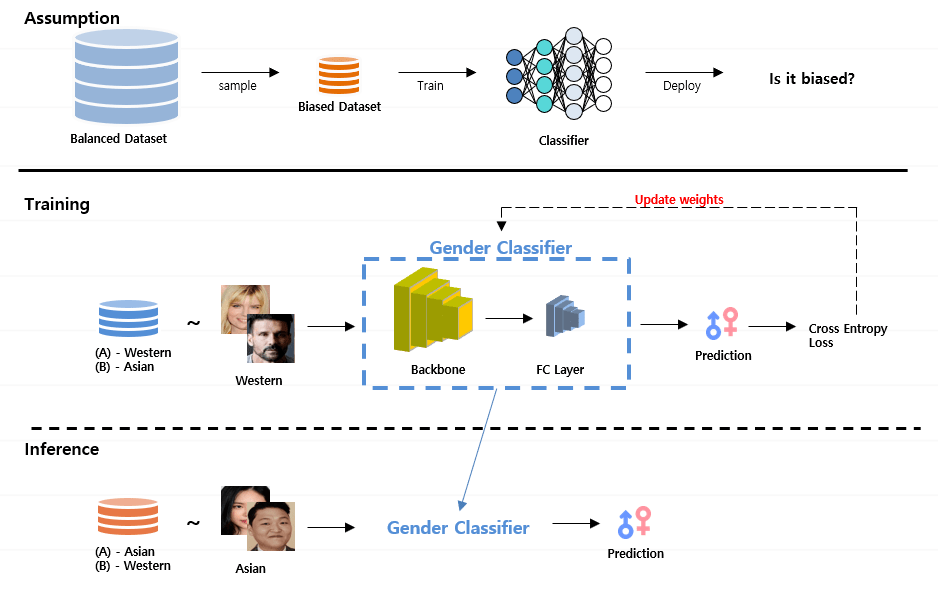 Assumption
sample
Train
Deploy
Is it biased?
Biased Dataset
Balanced Dataset
Classifier
Training
Update weights
Gender Classifier
~
(A) - Western
(B) - Asian
Western
Backbone
FC Layer
Prediction
Cross Entropy
Loss
Inference
~
(A) - Asian
(B) - Western
Asian
Gender Classifier
Prediction